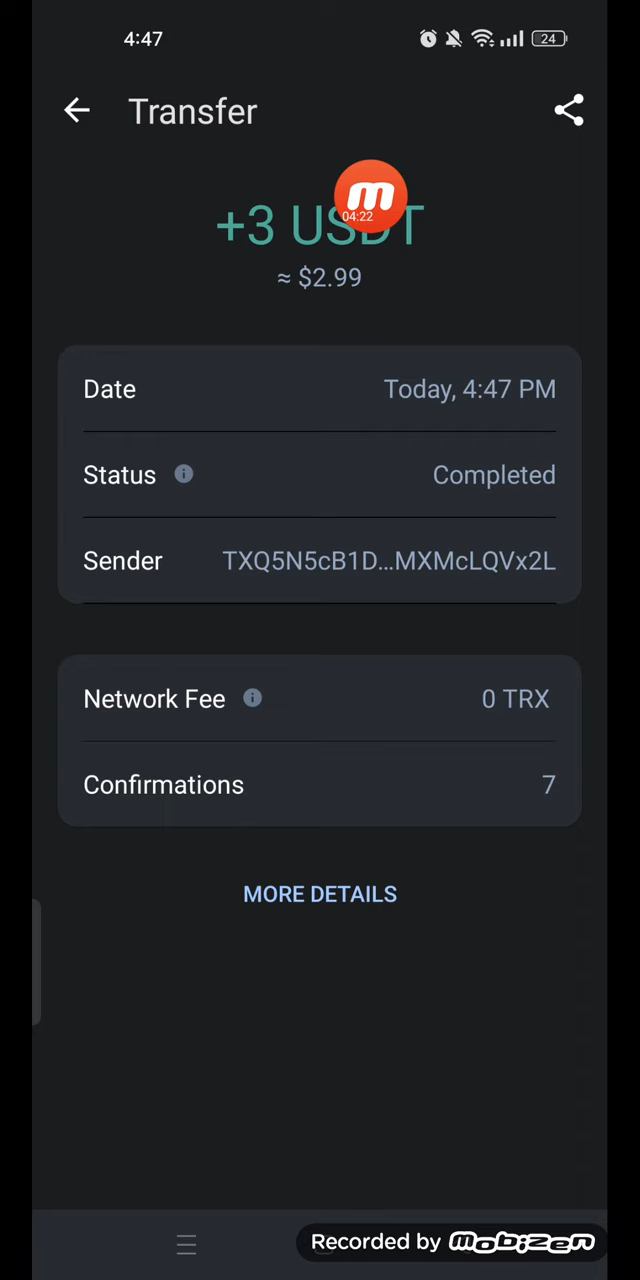 4:47
24
Transfer
m
04:22
+3 USDT
≈ $2.99
Date Today, 4:47 PM
Status Completed
Sender TXQ5N5cB1D...MXMcLQVx2L
Network Fee 0 TRX
Confirmations 7
MORE DETAILS
Recorded by mobizen